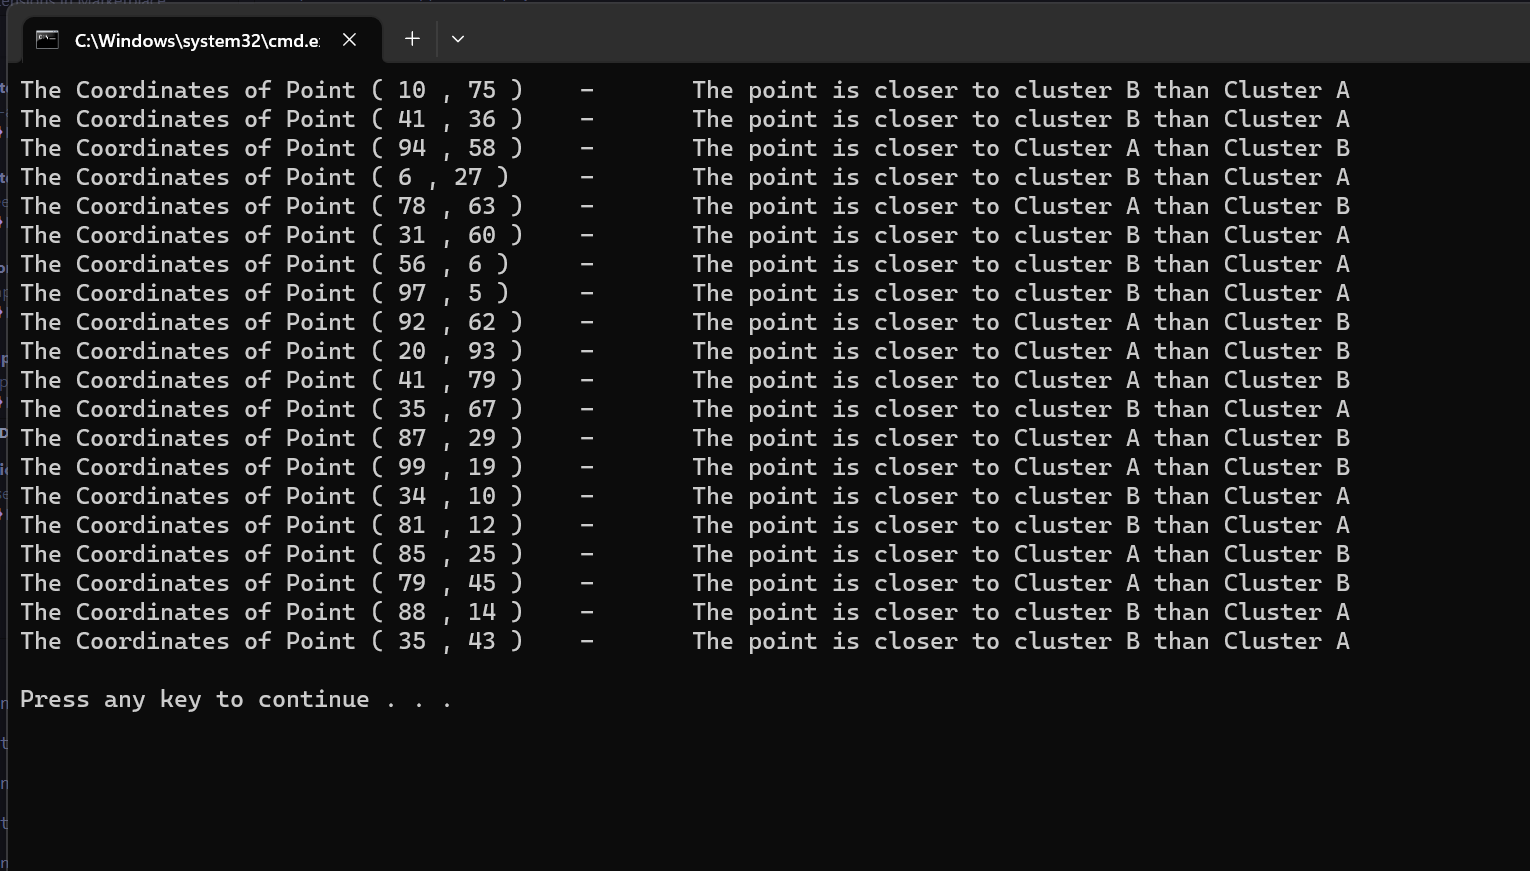 C:\Windows\system32\cmd.e
The Coordinates of Point ( 10 , 75 ) - The point is closer to cluster B than Cluster A
The Coordinates of Point ( 41 , 36 ) - The point is closer to cluster B than Cluster A
The Coordinates of Point ( 94 , 58 ) - The point is closer to Cluster A than Cluster B
The Coordinates of Point ( 6 , 27 ) - The point is closer to cluster B than Cluster A
The Coordinates of Point ( 78 , 63 ) - The point is closer to Cluster A than Cluster B
The Coordinates of Point ( 31 , 60 ) - The point is closer to cluster B than Cluster A
The Coordinates of Point ( 56 , 6 ) - The point is closer to cluster B than Cluster A
The Coordinates of Point ( 97 , 5 ) - The point is closer to cluster B than Cluster A
The Coordinates of Point ( 92 , 62 ) - The point is closer to Cluster A than Cluster B
The Coordinates of Point ( 20 , 93 ) - The point is closer to Cluster A than Cluster B
The Coordinates of Point ( 41 , 79 ) - The point is closer to Cluster A than Cluster B
The Coordinates of Point ( 35 , 67 ) - The point is closer to cluster B than Cluster A
The Coordinates of Point ( 87 , 29 ) - The point is closer to Cluster A than Cluster B
The Coordinates of Point ( 99 , 19 ) - The point is closer to Cluster A than Cluster B
The Coordinates of Point ( 34 , 10 ) - The point is closer to cluster B than Cluster A
The Coordinates of Point ( 81 , 12 ) - The point is closer to cluster B than Cluster A
The Coordinates of Point ( 85 , 25 ) - The point is closer to Cluster A than Cluster B
The Coordinates of Point ( 79 , 45 ) - The point is closer to Cluster A than Cluster B
The Coordinates of Point ( 88 , 14 ) - The point is closer to cluster B than Cluster A
The Coordinates of Point ( 35 , 43 ) - The point is closer to cluster B than Cluster A
Press any key to continue . . .